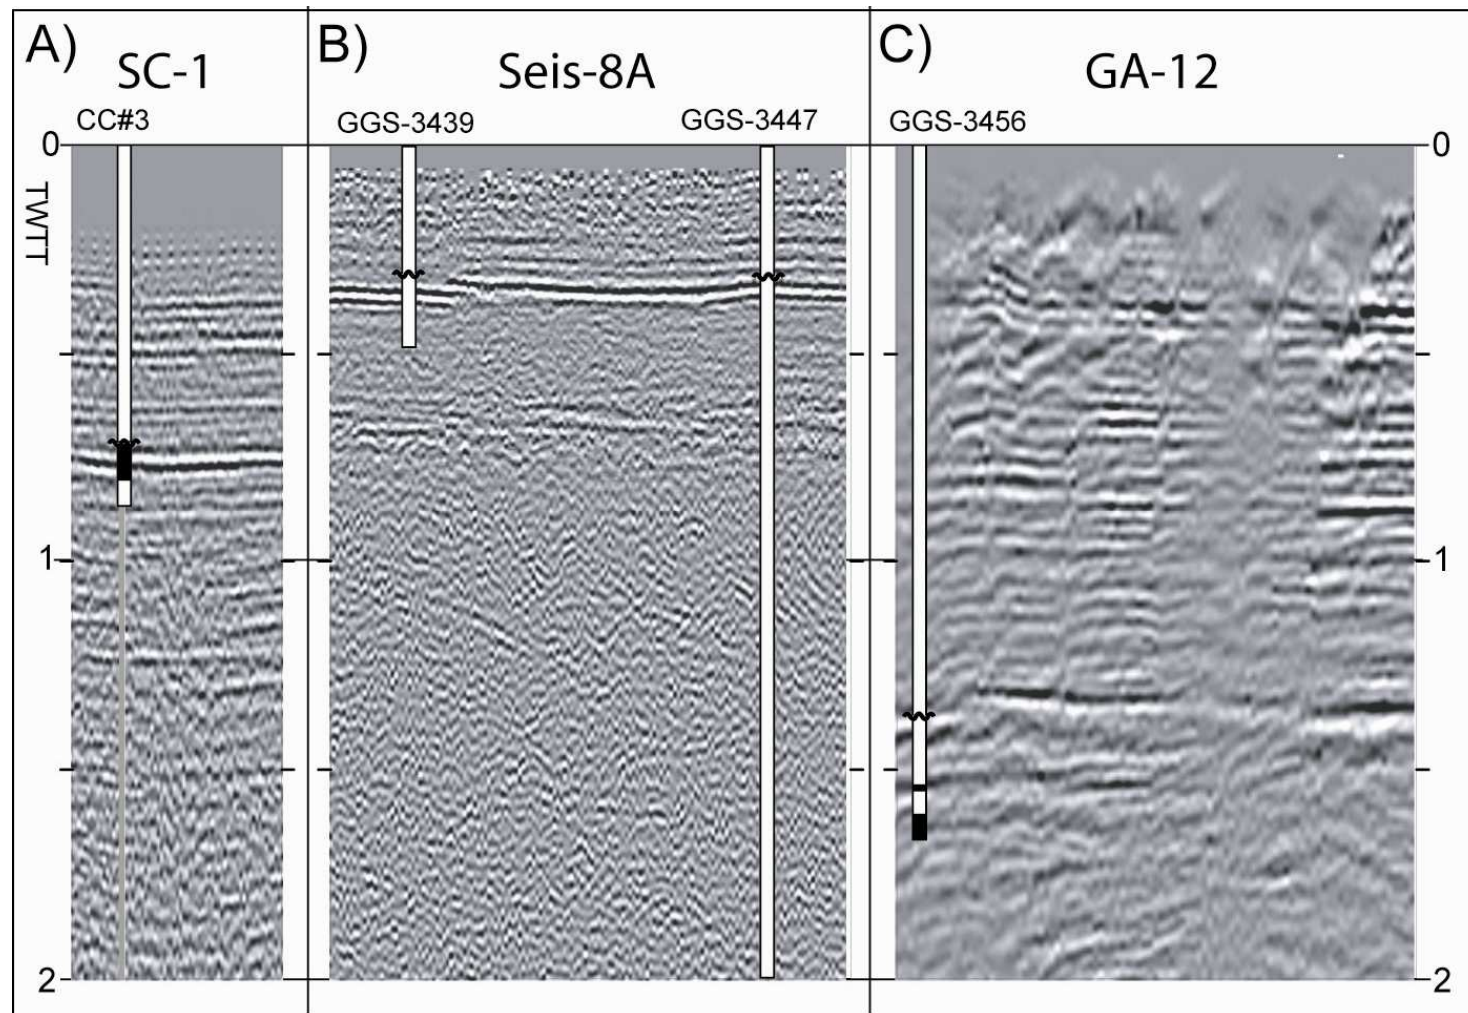 A)
SC-1
B)
Seis-8A
C)
GA-12
CC#3
GGS-3439
GGS-3447
GGS-3456
0
0
TWTT
1
1
2
2